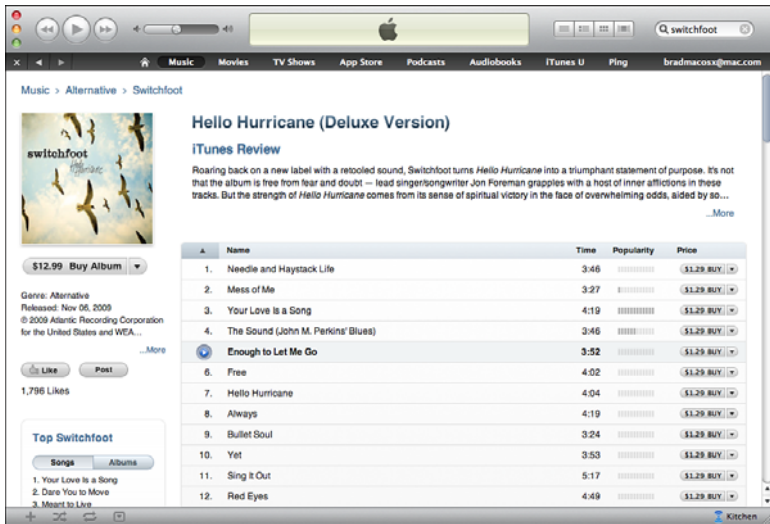 switchfoot
Music Movies TV Shows App Store Podcasts Audiobooks iTunes U Ping bradmacosx@mac.com
Music > Alternative > Switchfoot
switchfoot
Hello Hurricane
$12.99 Buy Album
Genre: Alternative
Released: Nov 06, 2009
℗ 2009 Atlantic Recording Corporation
for the United States and WEA...
...More
Like Post
1,796 Likes
Top Switchfoot
Songs Albums
1. Your Love Is a Song
2. Dare You to Move
3. Meant to Live
Hello Hurricane (Deluxe Version)
iTunes Review
Roaring back on a new label with a retooled sound, Switchfoot turns Hello Hurricane into a triumphant statement of purpose. It's not
that the album is free from fear and doubt — lead singer/songwriter Jon Foreman grapples with a host of inner afflictions in these
tracks. But the strength of Hello Hurricane comes from its sense of spiritual victory in the face of overwhelming odds, aided by so...
...More
Name Time Popularity Price
1. Needle and Haystack Life 3:46 $1.29 BUY
2. Mess of Me 3:27 $1.29 BUY
3. Your Love Is a Song 4:19 $1.29 BUY
4. The Sound (John M. Perkins' Blues) 3:46 $1.29 BUY
Enough to Let Me Go 3:52 $1.29 BUY
6. Free 4:02 $1.29 BUY
7. Hello Hurricane 4:04 $1.29 BUY
8. Always 4:19 $1.29 BUY
9. Bullet Soul 3:24 $1.29 BUY
10. Yet 3:53 $1.29 BUY
11. Sing It Out 5:17 $1.29 BUY
12. Red Eyes 4:49 $1.29 BUY
Kitchen